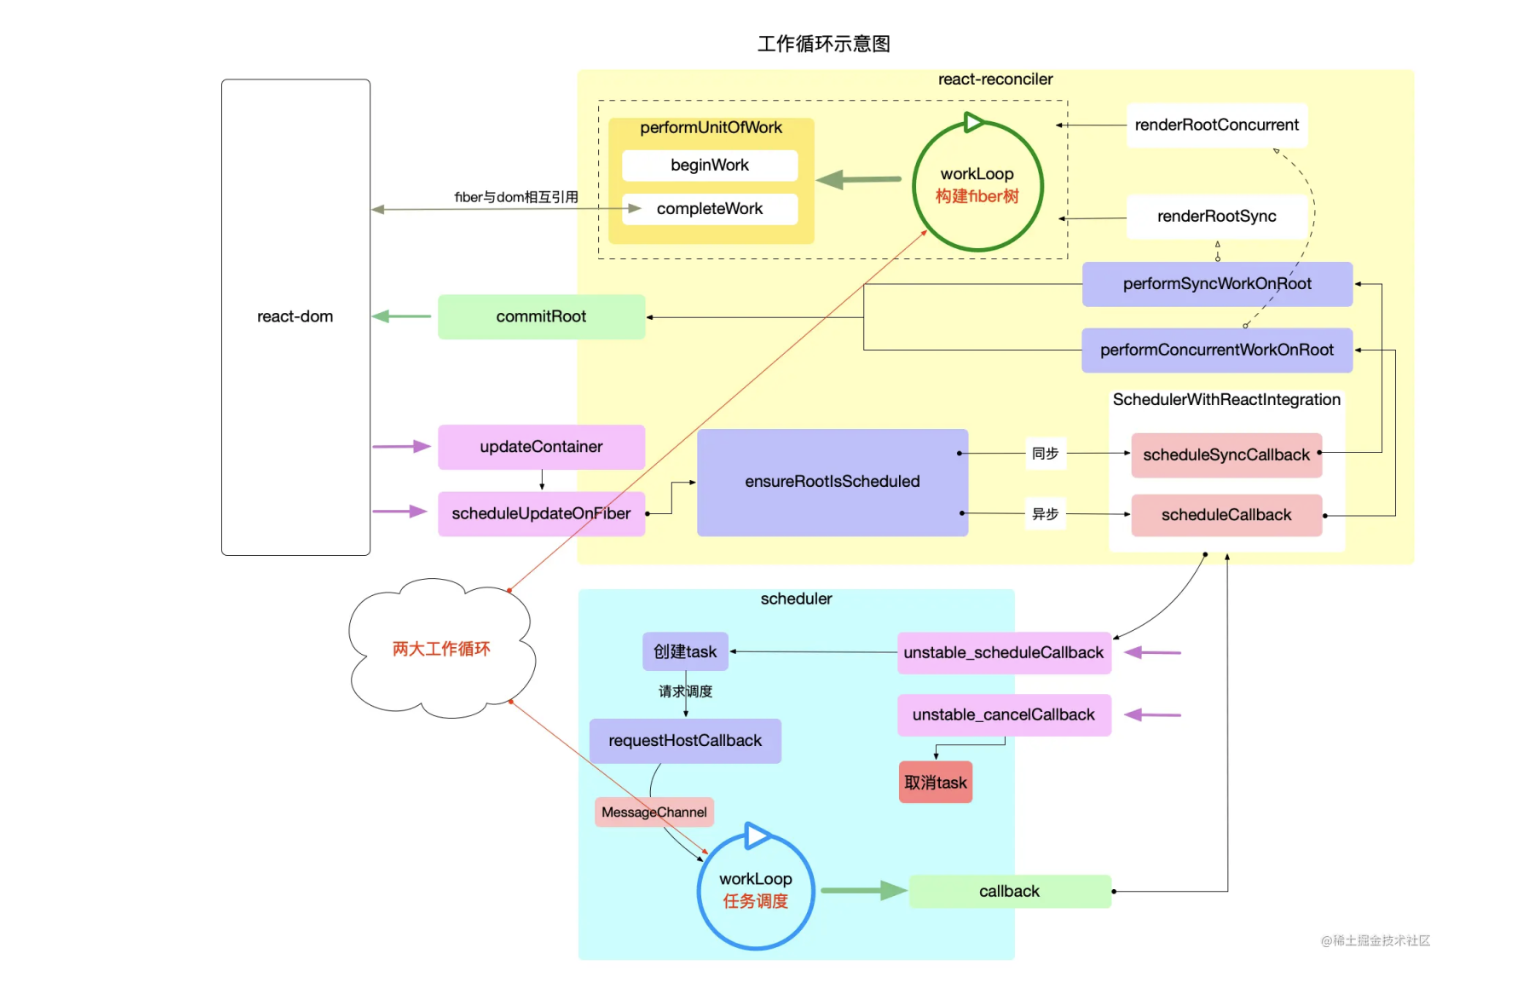 工作循环示意图
react-reconciler
performUnitOfWork
beginWork
completeWork
workLoop
构建fiber树
renderRootConcurrent
renderRootSync
fiber与dom相互引用
performSyncWorkOnRoot
react-dom
commitRoot
performConcurrentWorkOnRoot
SchedulerWithReactIntegration
updateContainer
scheduleUpdateOnFiber
ensureRootIsScheduled
同步
scheduleSyncCallback
异步
scheduleCallback
两大工作循环
scheduler
创建task
unstable_scheduleCallback
请求调度
unstable_cancelCallback
requestHostCallback
取消task
MessageChannel
workLoop
任务调度
callback
@稀土掘金技术社区